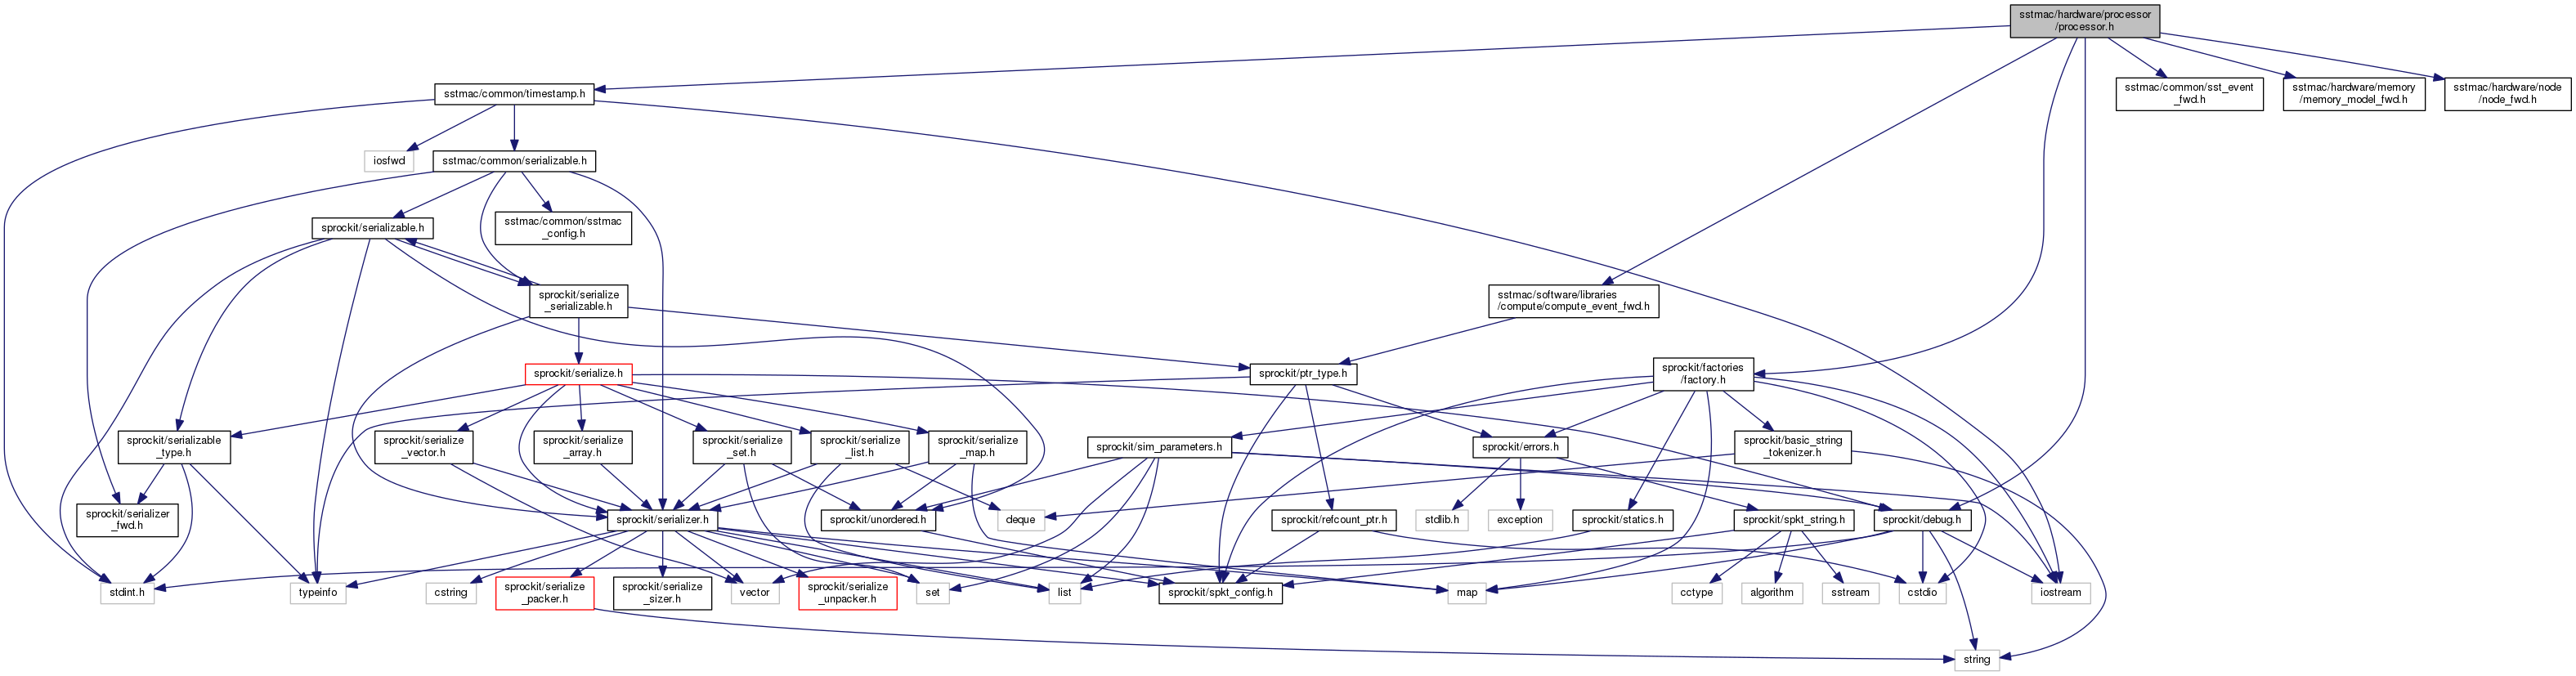 sstmac/hardware/processor
/processor.h
sstmac/common/timestamp.h
sstmac/common/sst_event
_fwd.h
sstmac/hardware/memory
/memory_model_fwd.h
sstmac/hardware/node
/node_fwd.h
iosfwd
sstmac/common/serializable.h
sprockit/serializable.h
sstmac/common/sstmac
_config.h
sprockit/serialize
_serializable.h
sstmac/software/libraries
/compute/compute_event_fwd.h
sprockit/serialize.h
sprockit/ptr_type.h
sprockit/factories
/factory.h
sprockit/serializable
_type.h
sprockit/serialize
_vector.h
sprockit/serialize
_array.h
sprockit/serialize
_set.h
sprockit/serialize
_list.h
sprockit/serialize
_map.h
sprockit/sim_parameters.h
sprockit/errors.h
sprockit/basic_string
_tokenizer.h
sprockit/serializer
_fwd.h
sprockit/serializer.h
sprockit/unordered.h
deque
sprockit/refcount_ptr.h
stdlib.h
exception
sprockit/statics.h
sprockit/spkt_string.h
sprockit/debug.h
stdint.h
typeinfo
cstring
sprockit/serialize
_packer.h
sprockit/serialize
_sizer.h
vector
sprockit/serialize
_unpacker.h
set
list
sprockit/spkt_config.h
map
cctype
algorithm
sstream
cstdio
iostream
string